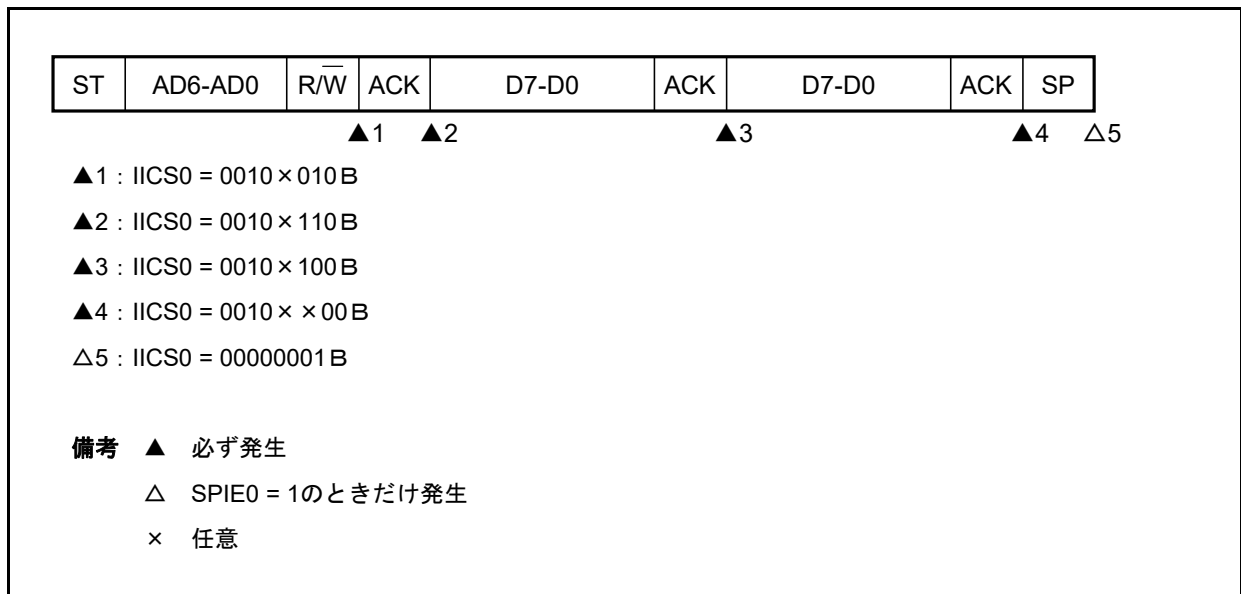 ST AD6-AD0 R/W̅ ACK D7-D0 ACK D7-D0 ACK SP
▲1 ▲2 ▲3 ▲4 △5
▲1：IICS0 = 0010×010B
▲2：IICS0 = 0010×110B
▲3：IICS0 = 0010×100B
▲4：IICS0 = 0010××00B
△5：IICS0 = 00000001B
備考 ▲ 必ず発生
△ SPIE0 = 1のときだけ発生
× 任意